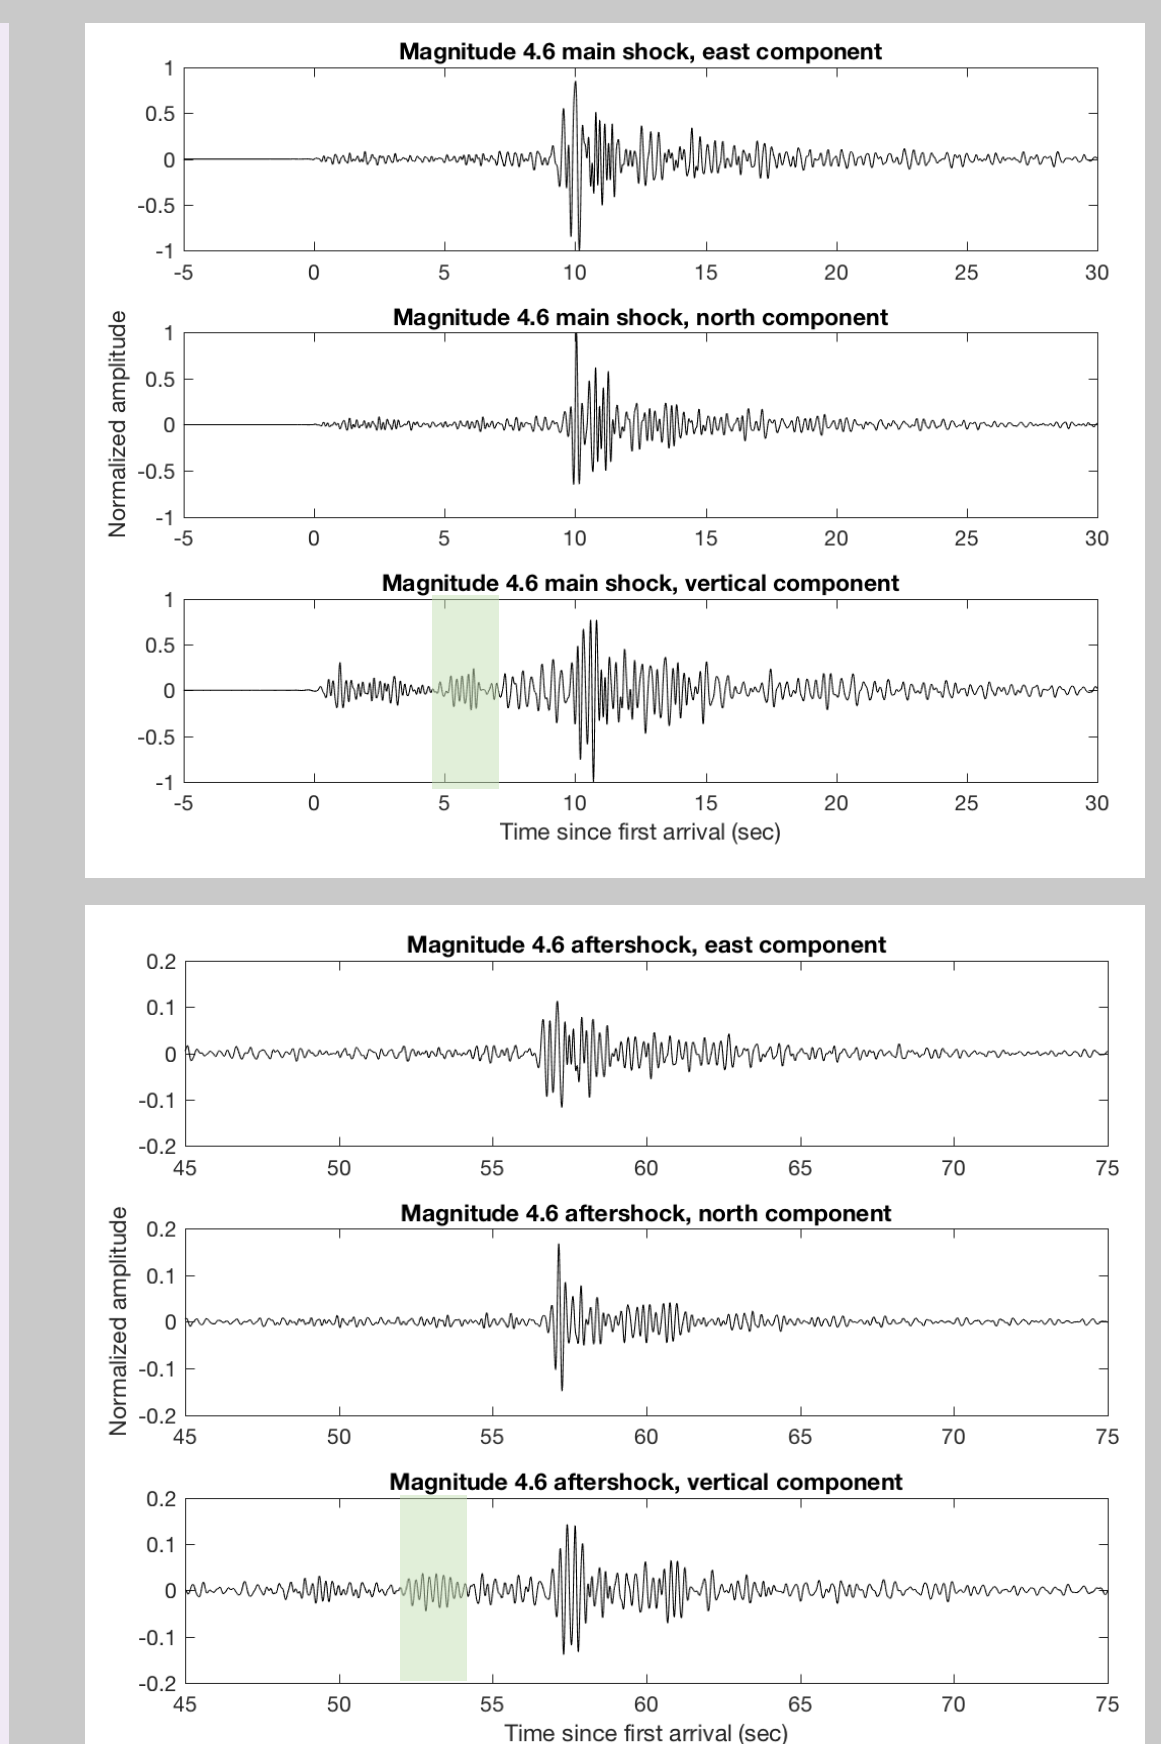 Magnitude 4.6 main shock, east component
1
0.5
0
-0.5
-1
-5 0 5 10 15 20 25 30
Magnitude 4.6 main shock, north component
Normalized amplitude
1
0.5
0
-0.5
-1
-5 0 5 10 15 20 25 30
Magnitude 4.6 main shock, vertical component
1
0.5
0
-0.5
-1
-5 0 5 10 15 20 25 30
Time since first arrival (sec)
Magnitude 4.6 aftershock, east component
0.2
0.1
0
-0.1
-0.2
45 50 55 60 65 70 75
Magnitude 4.6 aftershock, north component
Normalized amplitude
0.2
0.1
0
-0.1
-0.2
45 50 55 60 65 70 75
Magnitude 4.6 aftershock, vertical component
0.2
0.1
0
-0.1
-0.2
45 50 55 60 65 70 75
Time since first arrival (sec)